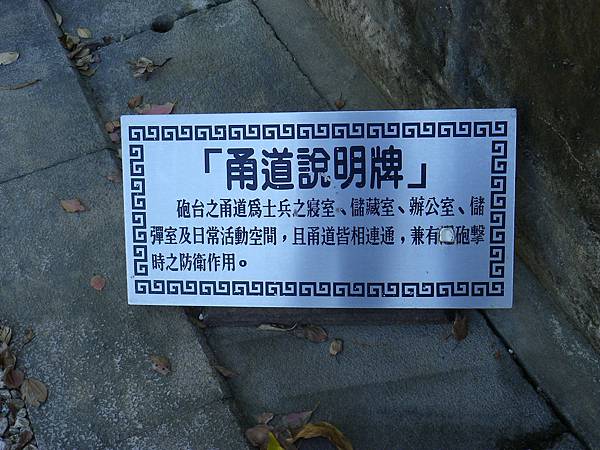 「甬道說明牌」
砲台之甬道為士兵之寢室、儲藏室、辦公室、儲
彈室及日常活動空間，且甬道皆相連通，兼有砲擊
時之防衛作用。